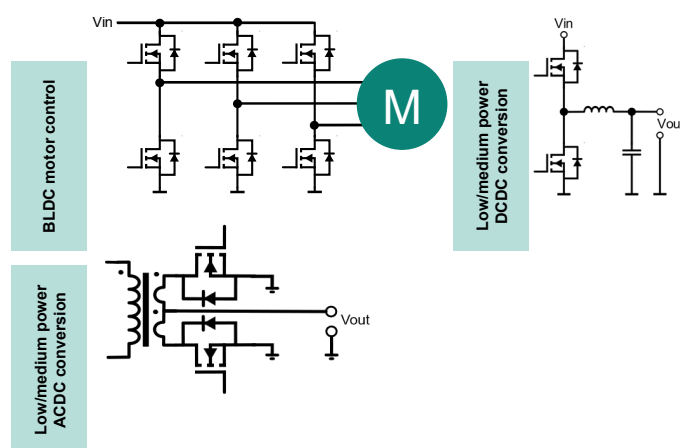 Vin
BLDC motor control
M
Low/medium power
DCDC conversion
Vin
Vou
Low/medium power
ACDC conversion
Vout